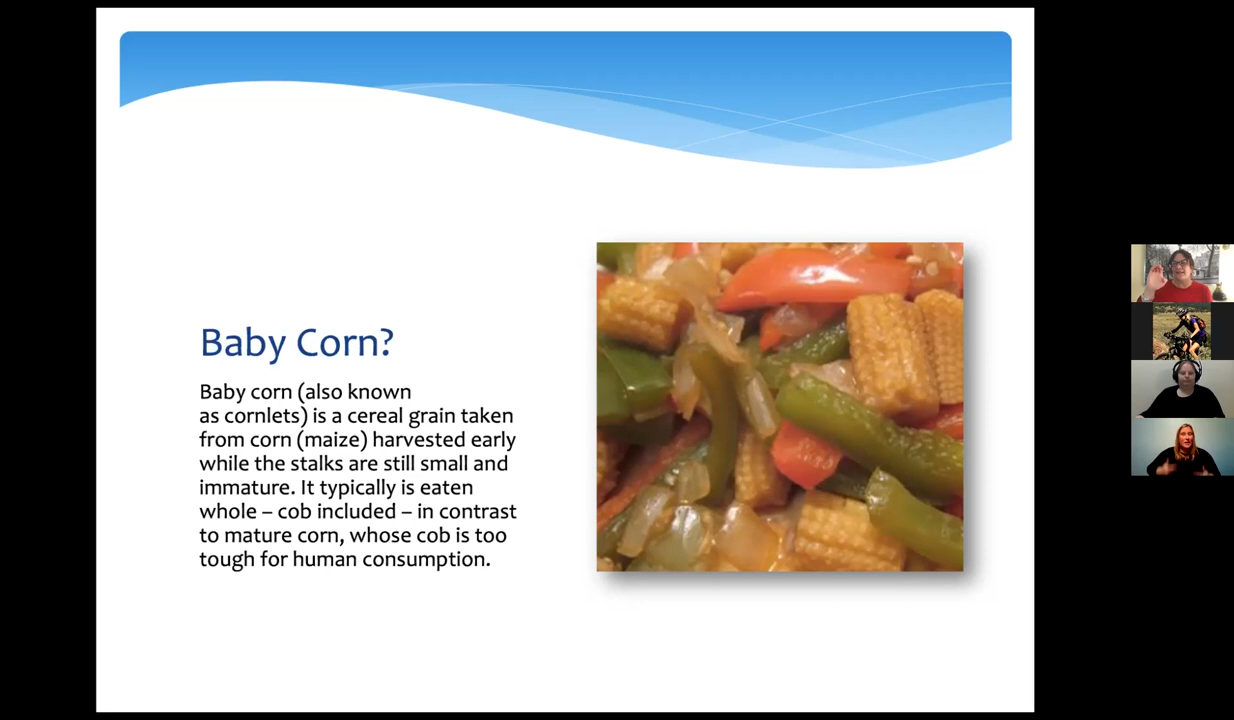 Baby Corn?
Baby corn (also known
as cornlets) is a cereal grain taken
from corn (maize) harvested early
while the stalks are still small and
immature. It typically is eaten
whole – cob included – in contrast
to mature corn, whose cob is too
tough for human consumption.